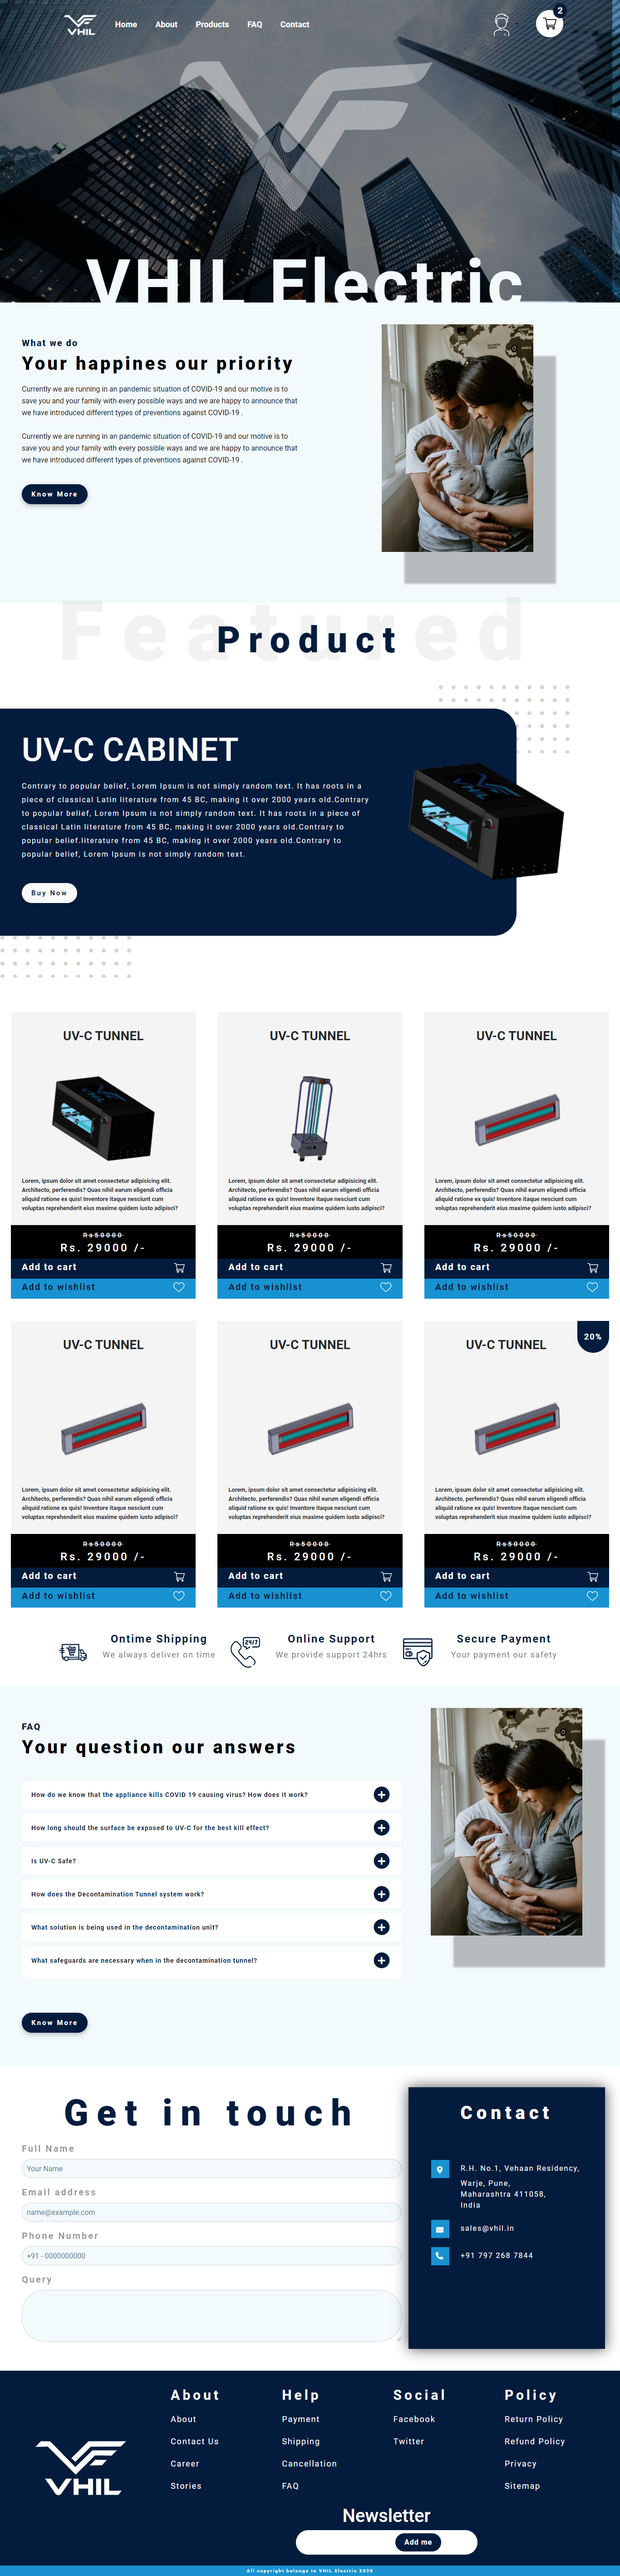 VHIL
Home About Products FAQ Contact
2
VHIL Electric
What we do
Your happines our priority
Currently we are running in an pandemic situation of COVID-19 and our motive is to
save you and your family with every possible ways and we are happy to announce that
we have introduced different types of preventions against COVID-19 .
Currently we are running in an pandemic situation of COVID-19 and our motive is to
save you and your family with every possible ways and we are happy to announce that
we have introduced different types of preventions against COVID-19 .
Know More
Featured
Product
UV-C CABINET
Contrary to popular belief, Lorem Ipsum is not simply random text. It has roots in a
piece of classical Latin literature from 45 BC, making it over 2000 years old.Contrary
to popular belief, Lorem Ipsum is not simply random text. It has roots in a piece of
classical Latin literature from 45 BC, making it over 2000 years old.Contrary to
popular belief.literature from 45 BC, making it over 2000 years old.Contrary to
popular belief, Lorem Ipsum is not simply random text.
Buy Now
VHIL
UV-C TUNNEL
Lorem, ipsum dolor sit amet consectetur adipisicing elit.
Architecto, perferendis? Quas nihil earum eligendi officia
aliquid ratione ex quis! Inventore itaque nesciunt cum
voluptas reprehenderit eius maxime quidem iusto adipisci?
Rs50000
Rs. 29000 /-
Add to cart
Add to wishlist
UV-C TUNNEL
Lorem, ipsum dolor sit amet consectetur adipisicing elit.
Architecto, perferendis? Quas nihil earum eligendi officia
aliquid ratione ex quis! Inventore itaque nesciunt cum
voluptas reprehenderit eius maxime quidem iusto adipisci?
Rs50000
Rs. 29000 /-
Add to cart
Add to wishlist
UV-C TUNNEL
Lorem, ipsum dolor sit amet consectetur adipisicing elit.
Architecto, perferendis? Quas nihil earum eligendi officia
aliquid ratione ex quis! Inventore itaque nesciunt cum
voluptas reprehenderit eius maxime quidem iusto adipisci?
Rs50000
Rs. 29000 /-
Add to cart
Add to wishlist
UV-C TUNNEL
Lorem, ipsum dolor sit amet consectetur adipisicing elit.
Architecto, perferendis? Quas nihil earum eligendi officia
aliquid ratione ex quis! Inventore itaque nesciunt cum
voluptas reprehenderit eius maxime quidem iusto adipisci?
Rs50000
Rs. 29000 /-
Add to cart
Add to wishlist
UV-C TUNNEL
Lorem, ipsum dolor sit amet consectetur adipisicing elit.
Architecto, perferendis? Quas nihil earum eligendi officia
aliquid ratione ex quis! Inventore itaque nesciunt cum
voluptas reprehenderit eius maxime quidem iusto adipisci?
Rs50000
Rs. 29000 /-
Add to cart
Add to wishlist
UV-C TUNNEL
20%
Lorem, ipsum dolor sit amet consectetur adipisicing elit.
Architecto, perferendis? Quas nihil earum eligendi officia
aliquid ratione ex quis! Inventore itaque nesciunt cum
voluptas reprehenderit eius maxime quidem iusto adipisci?
Rs50000
Rs. 29000 /-
Add to cart
Add to wishlist
Ontime Shipping
We always deliver on time
24/7
Online Support
We provide support 24hrs
Secure Payment
Your payment our safety
FAQ
Your question our answers
How do we know that the appliance kills COVID 19 causing virus? How does it work?
How long should the surface be exposed to UV-C for the best kill effect?
Is UV-C Safe?
How does the Decontamination Tunnel system work?
What solution is being used in the decontamination unit?
What safeguards are necessary when in the decontamination tunnel?
Know More
Get in touch
Full Name
Your Name
Email address
name@example.com
Phone Number
+91 - 0000000000
Query
Contact
R.H. No.1, Vehaan Residency,
Warje, Pune,
Maharashtra 411058,
India
sales@vhil.in
+91 797 268 7844
VHIL
About
About
Contact Us
Career
Stories
Help
Payment
Shipping
Cancellation
FAQ
Social
Facebook
Twitter
Policy
Return Policy
Refund Policy
Privacy
Sitemap
Newsletter
Add me
All copyright belongs to VHIL Electric 2020